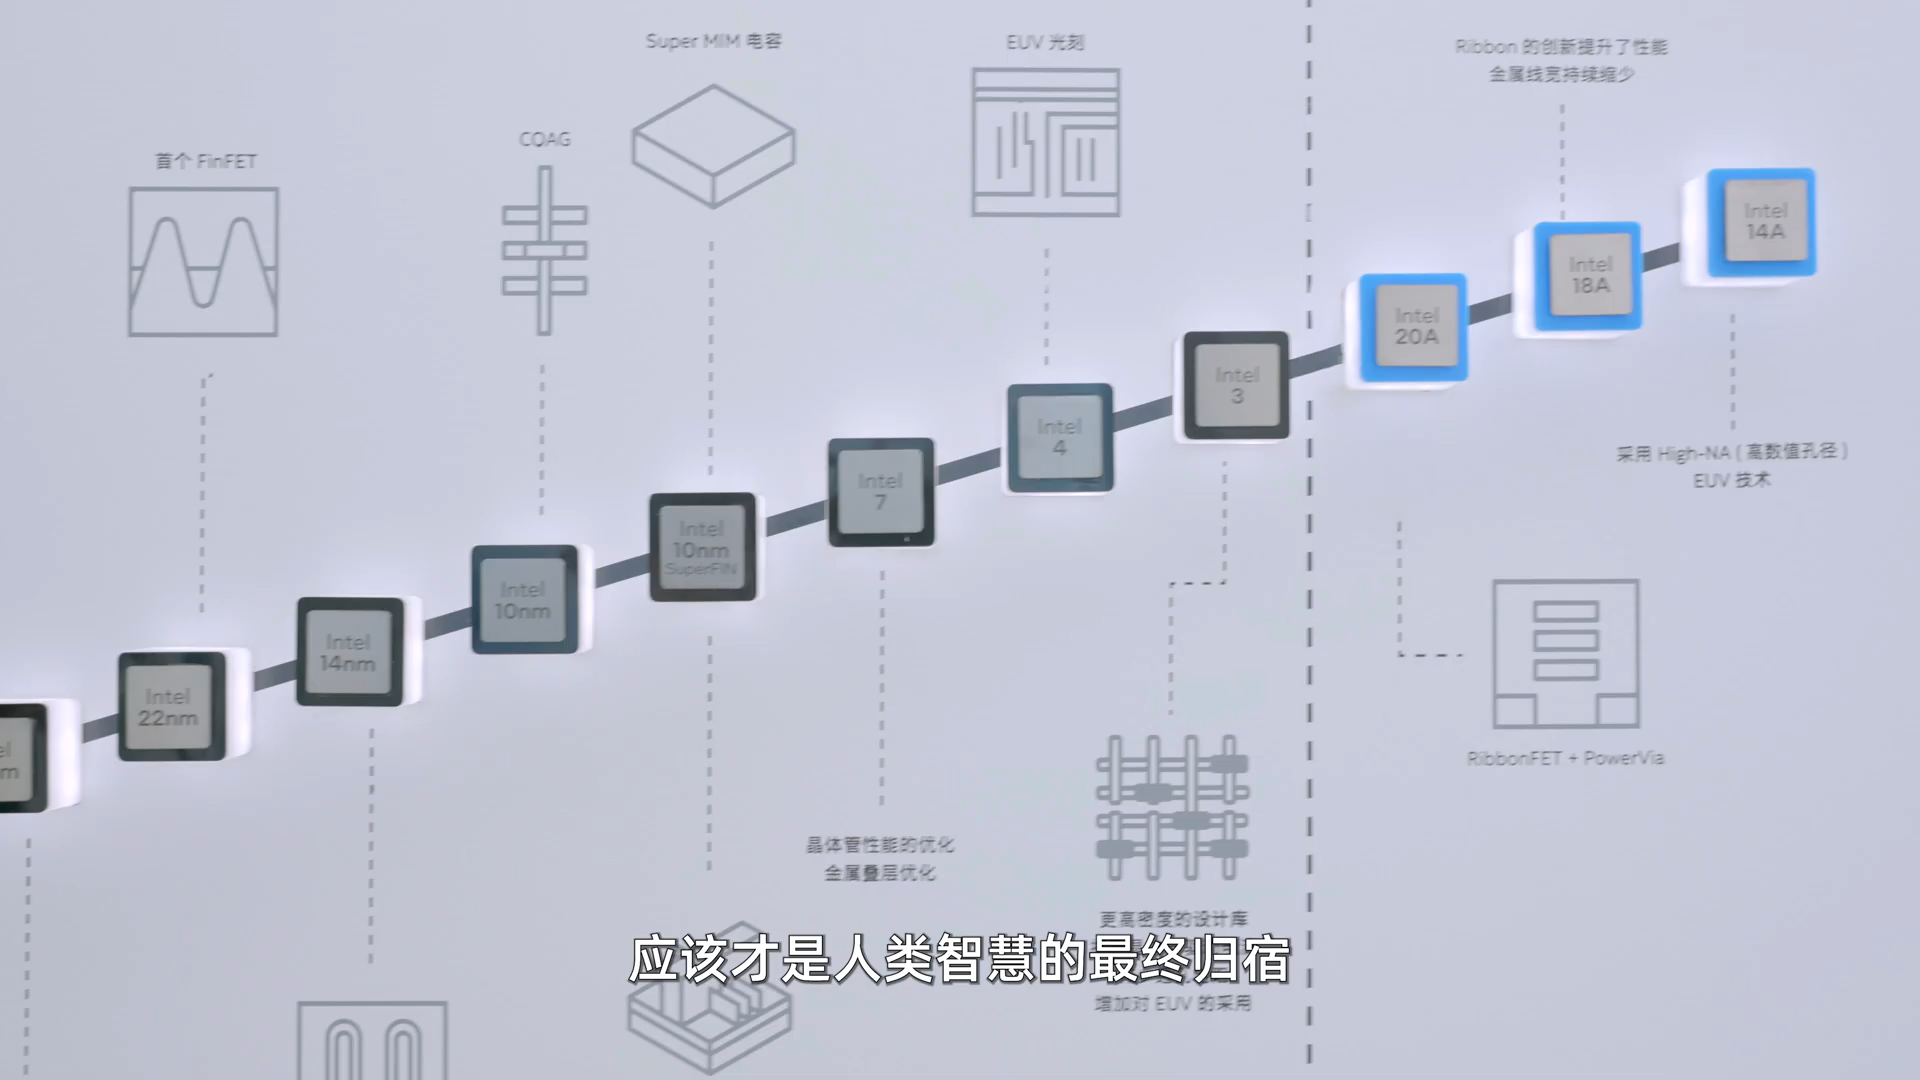 Super MIM 电容
EUV 光刻
Ribbon 的创新提升了性能
金属线宽持续缩少
首个 FinFET
COAG
Intel
14A
Intel
18A
Intel
20A
Intel
3
Intel
4
Intel
7
Intel
10nm
SuperFIN
Intel
10nm
Intel
14nm
Intel
22nm
采用 High-NA ( 高数值孔径 )
EUV 技术
RibbonFET + PowerVia
晶体管性能的优化
金属叠层优化
更高密度的设计库
增加对 EUV 的采用
应该才是人类智慧的最终归宿